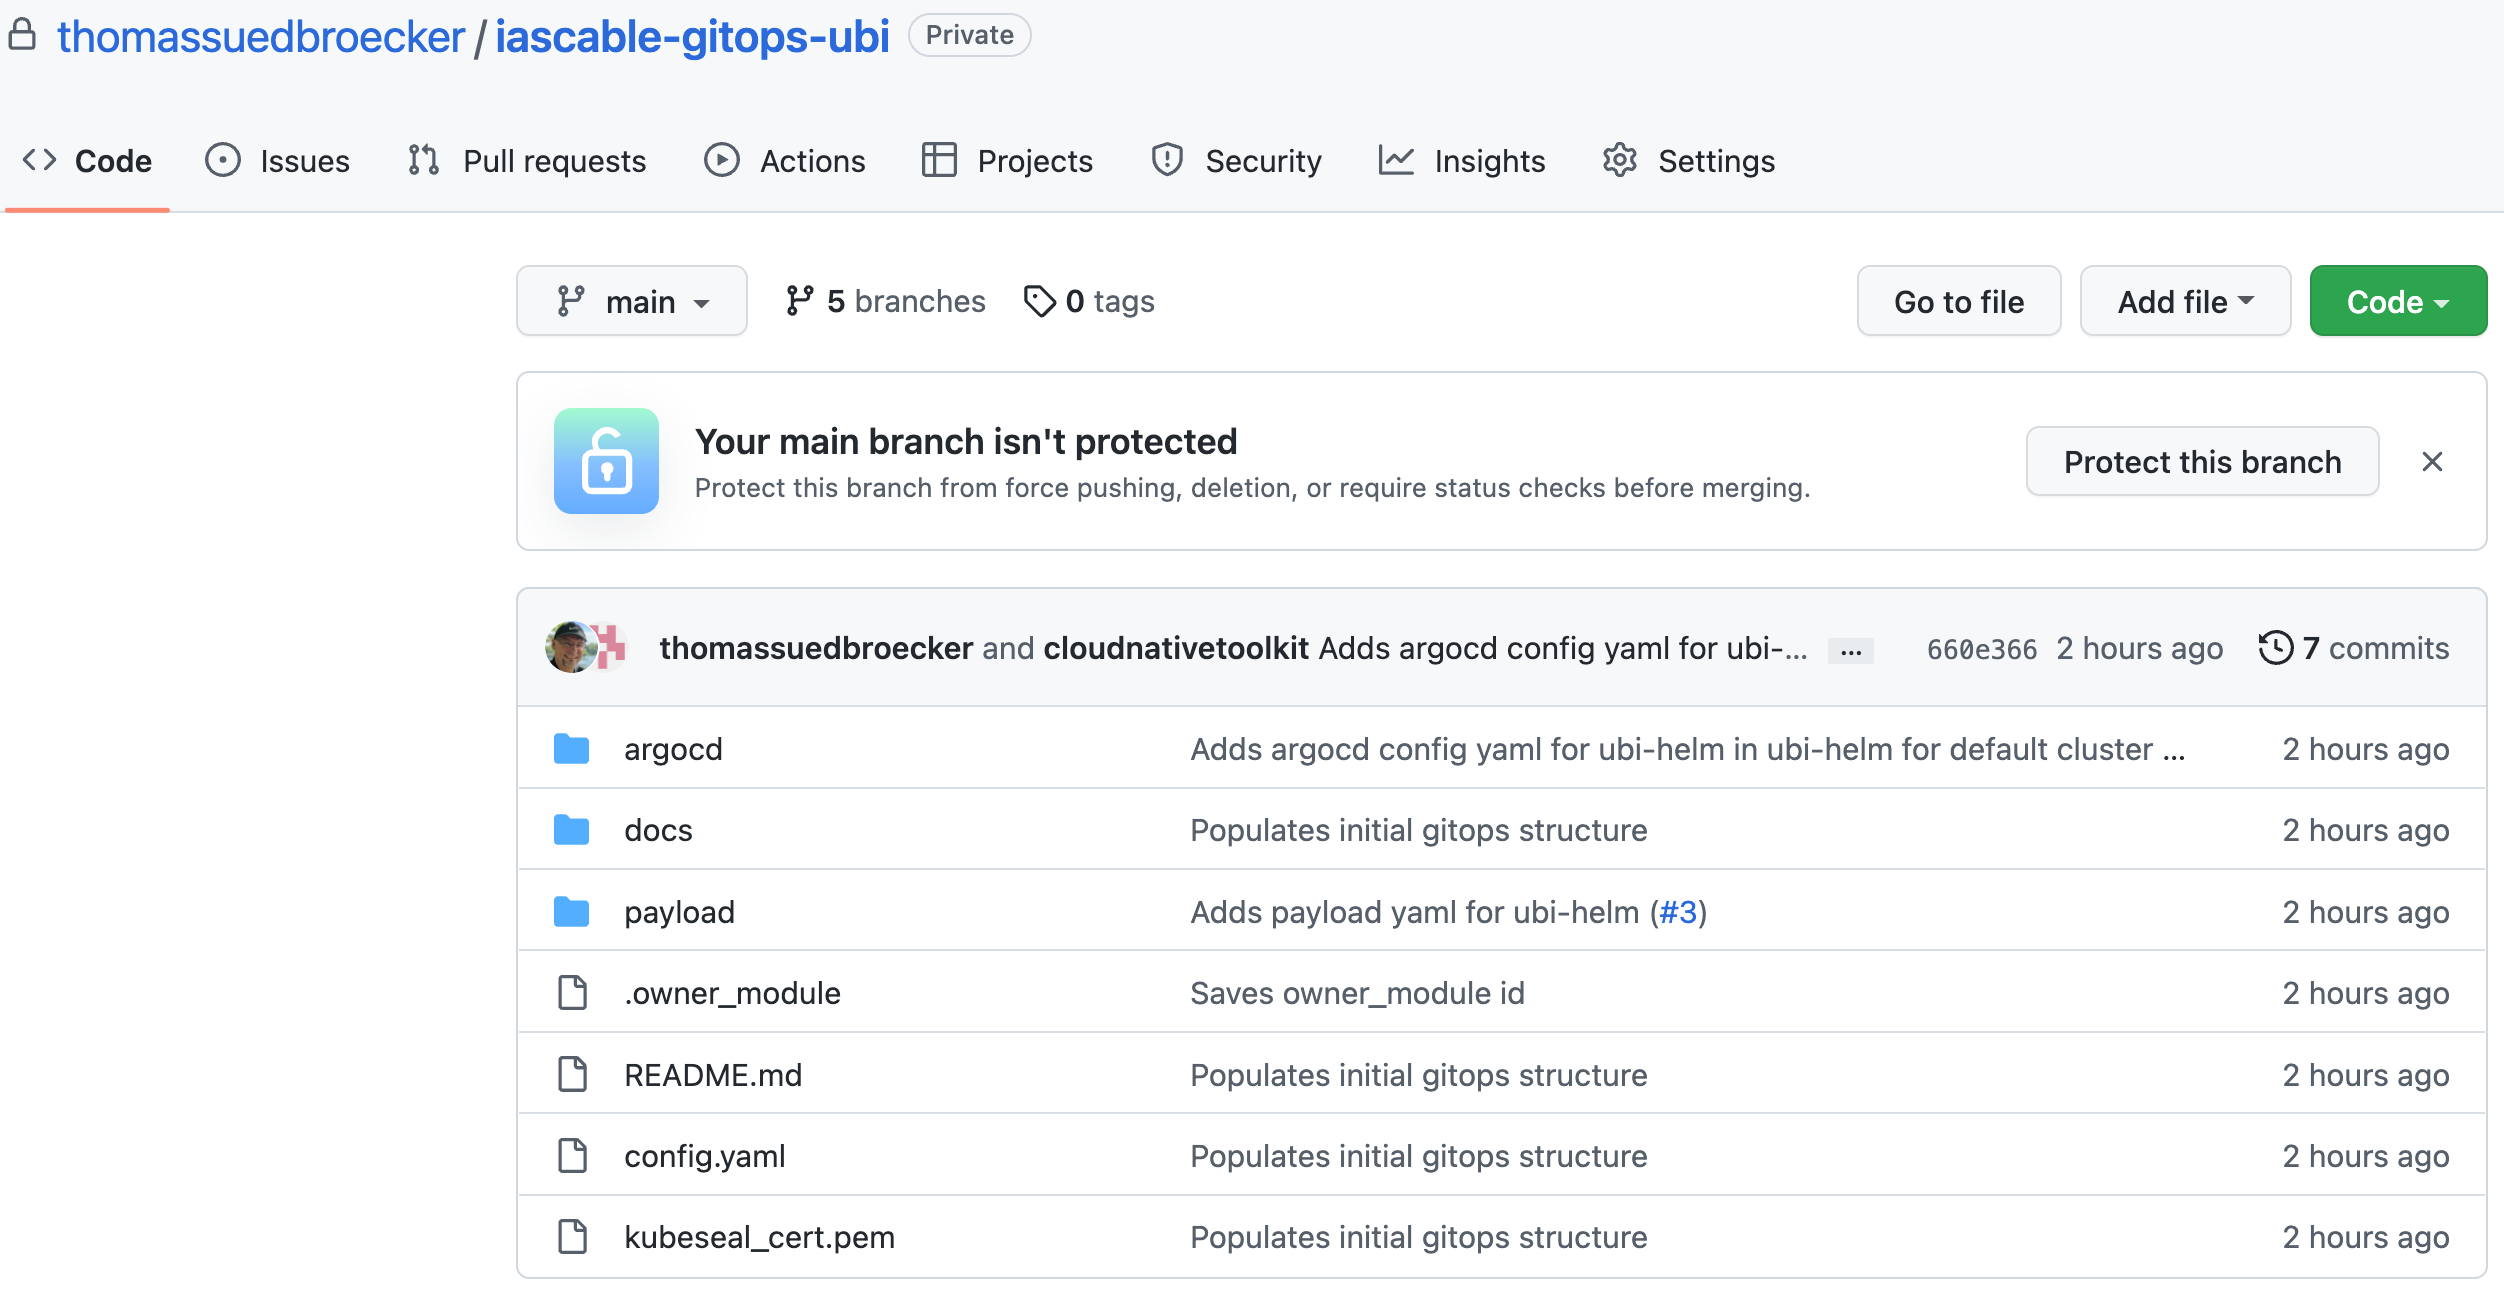 thomassuedbroecker / iascable-gitops-ubi Private
Code Issues Pull requests Actions Projects Security Insights Settings
main 5 branches 0 tags Go to file Add file Code
Your main branch isn't protected
Protect this branch from force pushing, deletion, or require status checks before merging.
Protect this branch
thomassuedbroecker and cloudnativetoolkit Adds argocd config yaml for ubi-... ... 660e366 2 hours ago 7 commits
argocd Adds argocd config yaml for ubi-helm in ubi-helm for default cluster ... 2 hours ago
docs Populates initial gitops structure 2 hours ago
payload Adds payload yaml for ubi-helm (#3) 2 hours ago
.owner_module Saves owner_module id 2 hours ago
README.md Populates initial gitops structure 2 hours ago
config.yaml Populates initial gitops structure 2 hours ago
kubeseal_cert.pem Populates initial gitops structure 2 hours ago